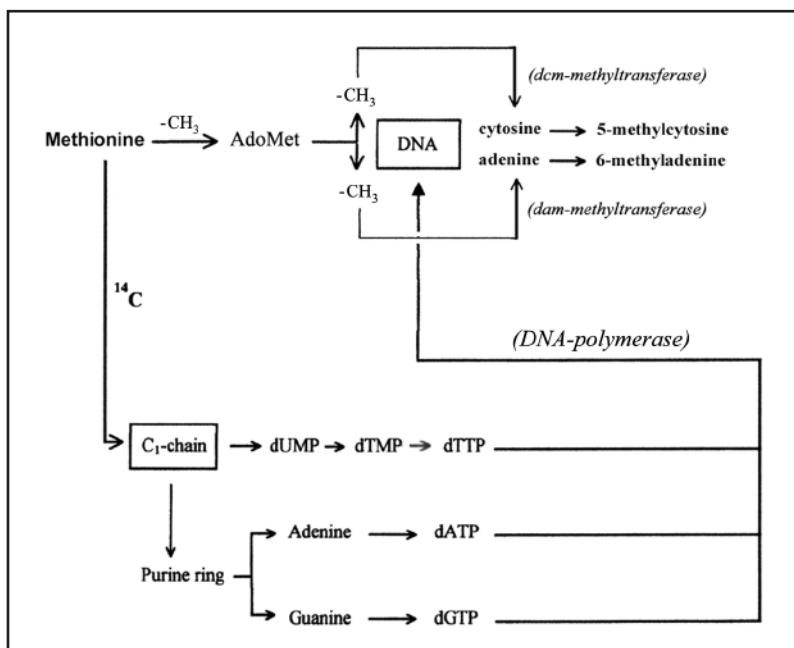 (dcm-methyltransferase)
-CH₃
-CH₃
Methionine
AdoMet
DNA
cytosine → 5-methylcytosine
adenine → 6-methyladenine
-CH₃
(dam-methyltransferase)
¹⁴C
(DNA-polymerase)
C₁-chain → dUMP → dTMP → dTTP
Adenine → dATP
Purine ring
Guanine → dGTP